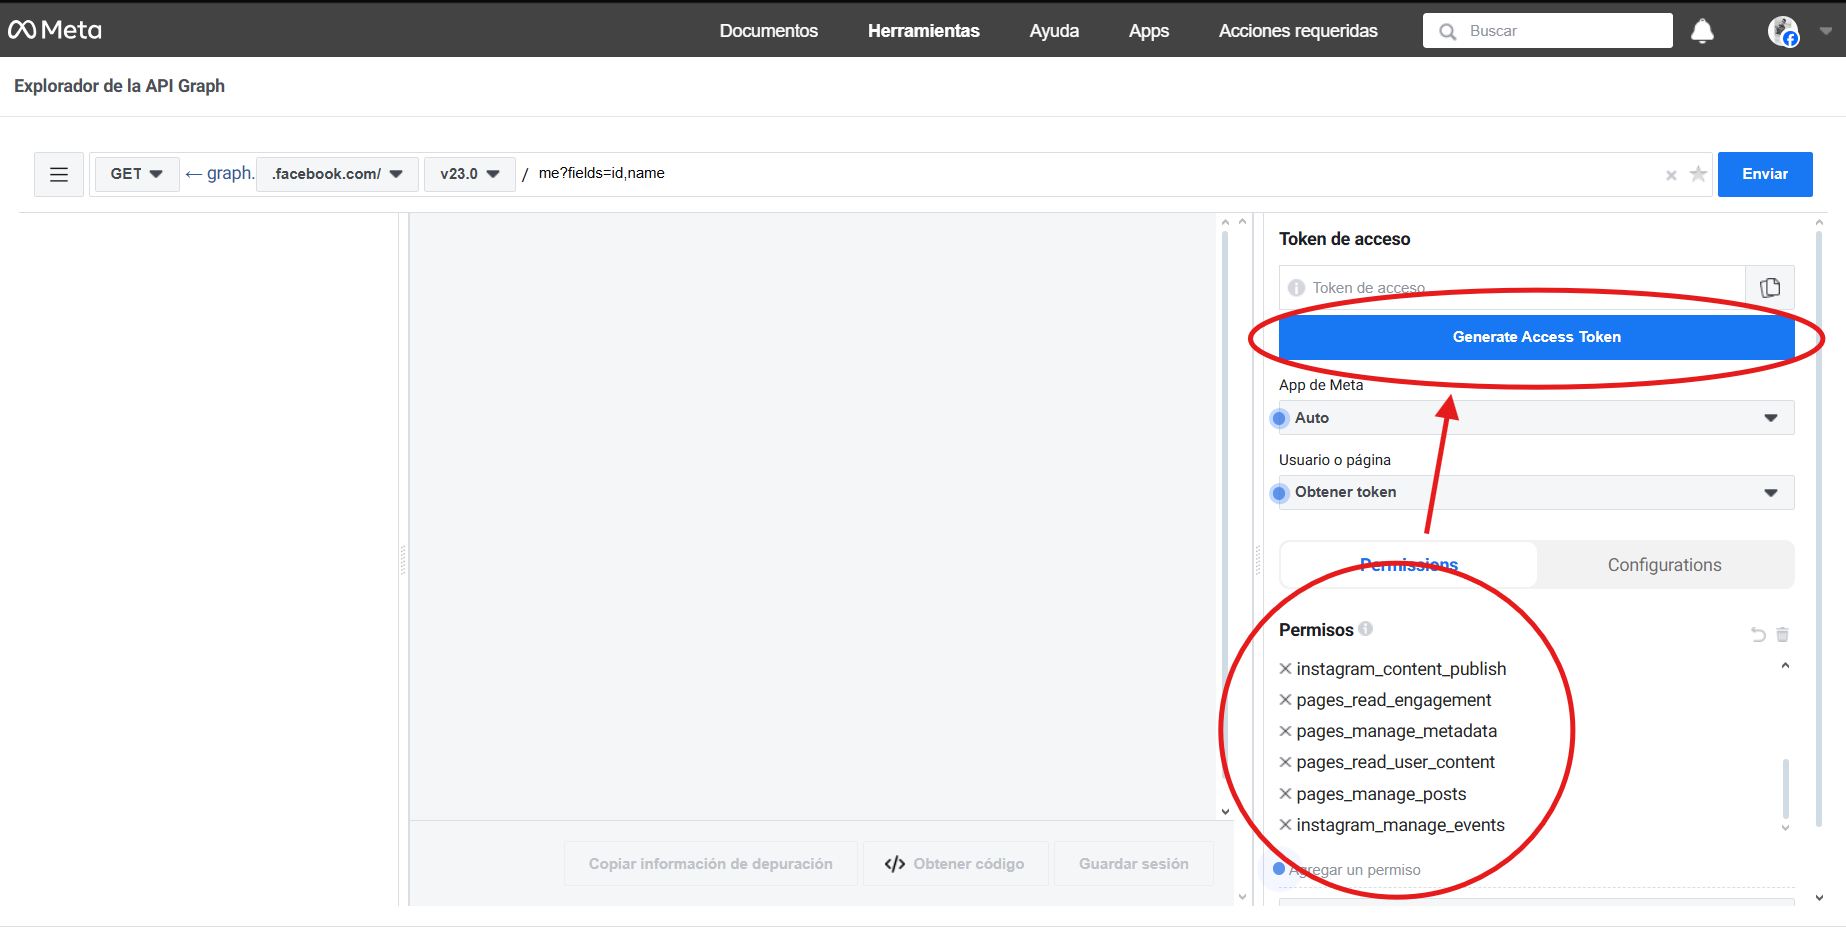 Meta
Documentos Herramientas Ayuda Apps Acciones requeridas Buscar
Explorador de la API Graph
GET ← graph. .facebook.com/ v23.0 / me?fields=id,name Enviar
Token de acceso
Token de acceso
Generate Access Token
App de Meta
Auto
Usuario o página
Obtener token
Permissions Configurations
Permisos
instagram_content_publish
pages_read_engagement
pages_manage_metadata
pages_read_user_content
pages_manage_posts
instagram_manage_events
Agregar un permiso
Copiar información de depuración </> Obtener código Guardar sesión